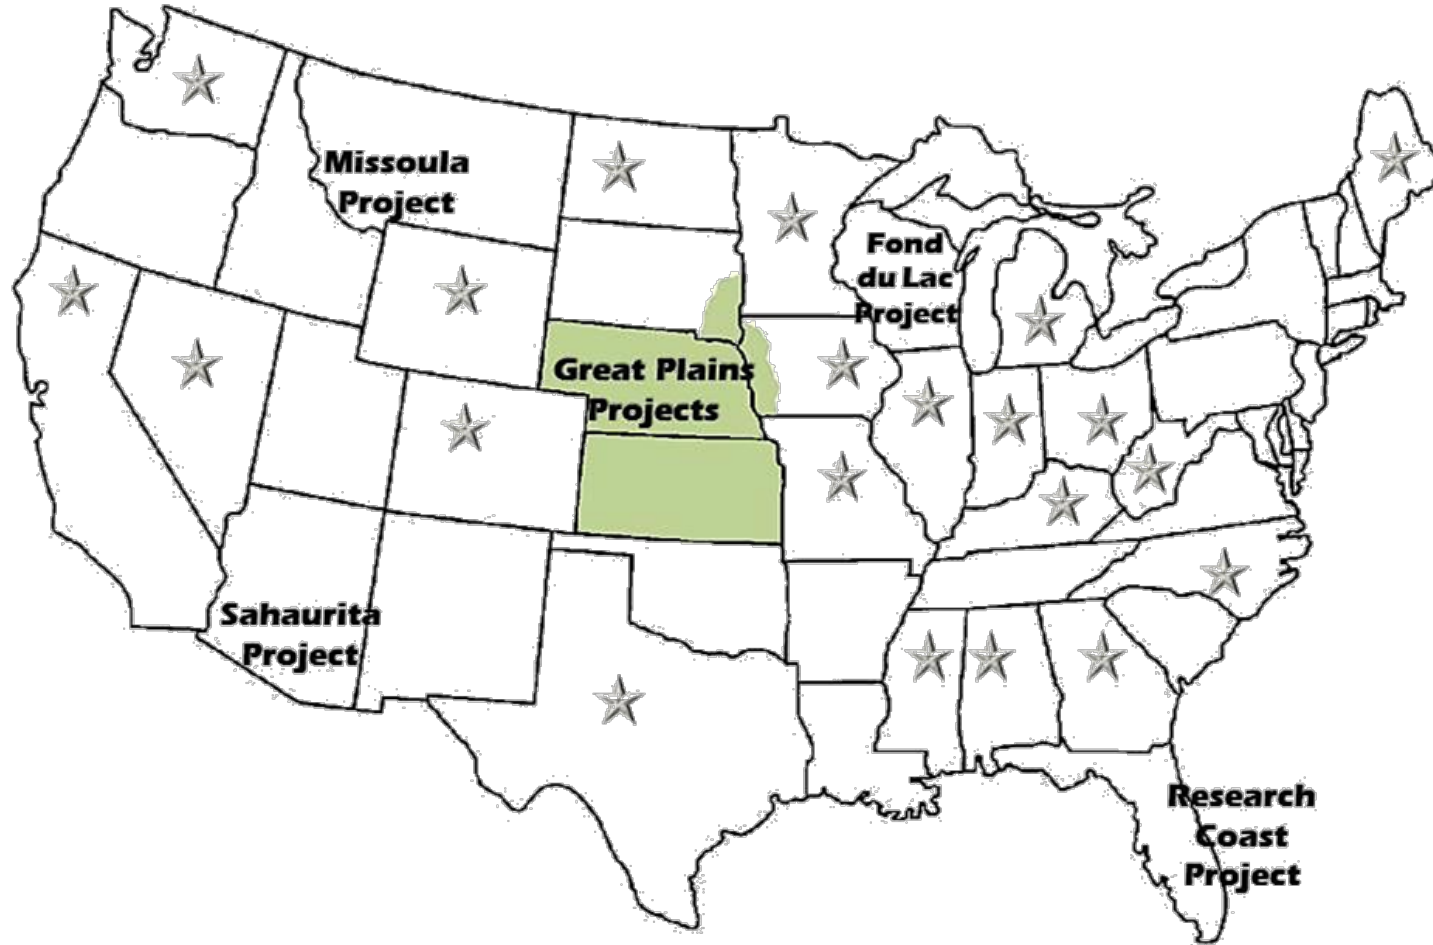 Missoula
Project
Fond
du Lac
Project
Great Plains
Projects
Sahaurita
Project
Research
Coast
Project